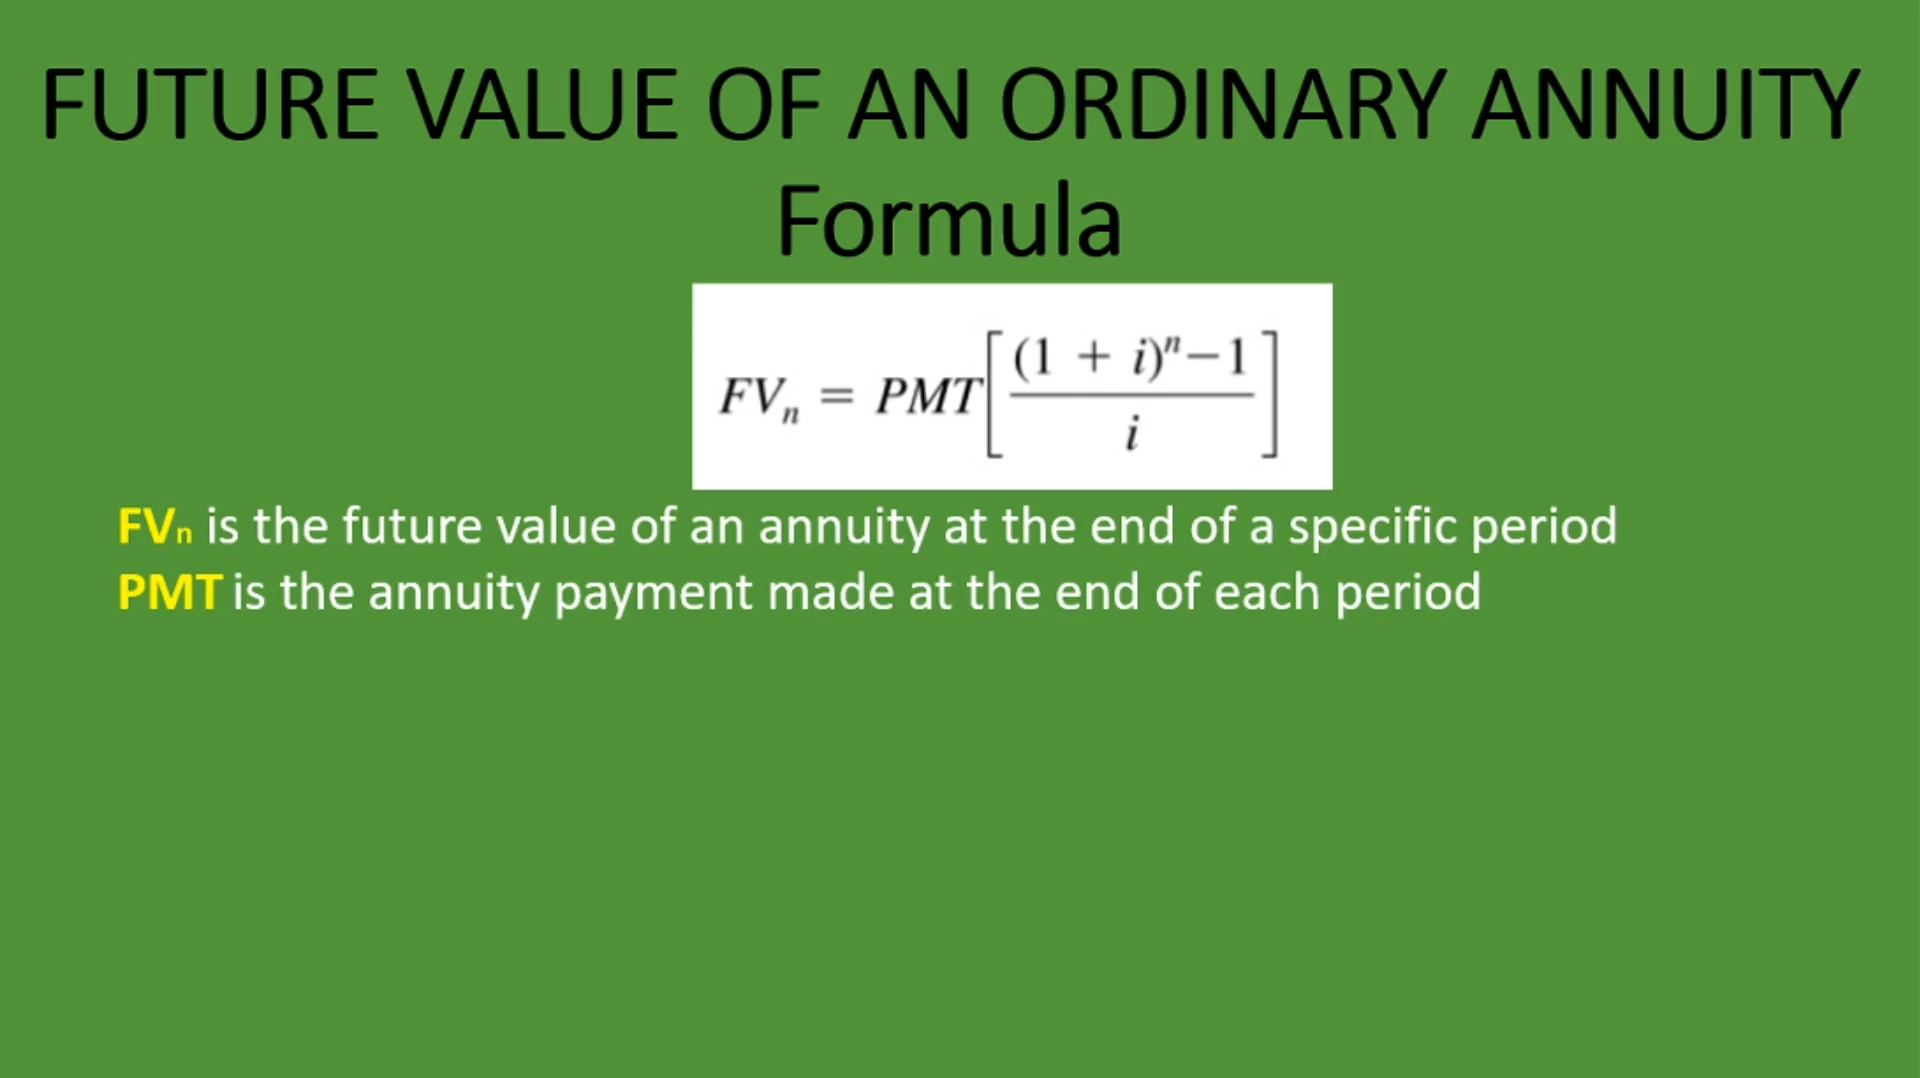 FUTURE VALUE OF AN ORDINARY ANNUITY
Formula
FVₙ = PMT[((1 + i)ⁿ−1)/i]
FVn is the future value of an annuity at the end of a specific period
PMT is the annuity payment made at the end of each period